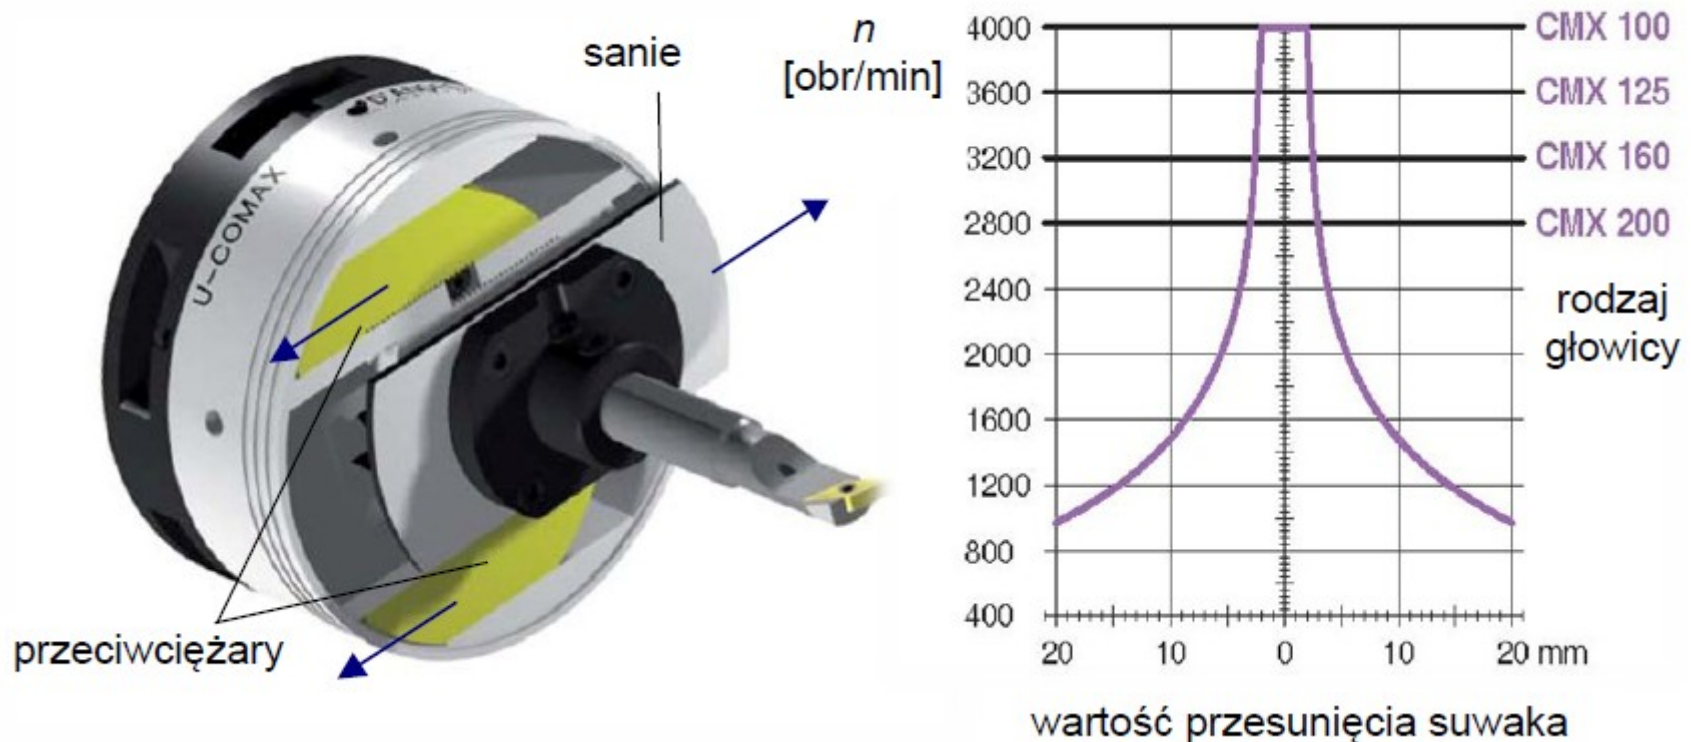 sanie
U-COMAX
przeciwciężary
n
[obr/min]
4000
3600
3200
2800
2400
2000
1600
1200
800
400
20 10 0 10 20 mm
wartość przesunięcia suwaka
CMX 100
CMX 125
CMX 160
CMX 200
rodzaj
głowicy